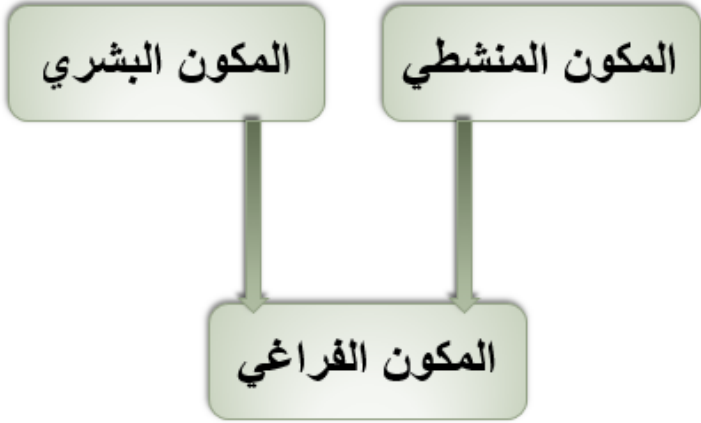 المكون المنشطي
المكون البشري
المكون الفراغي